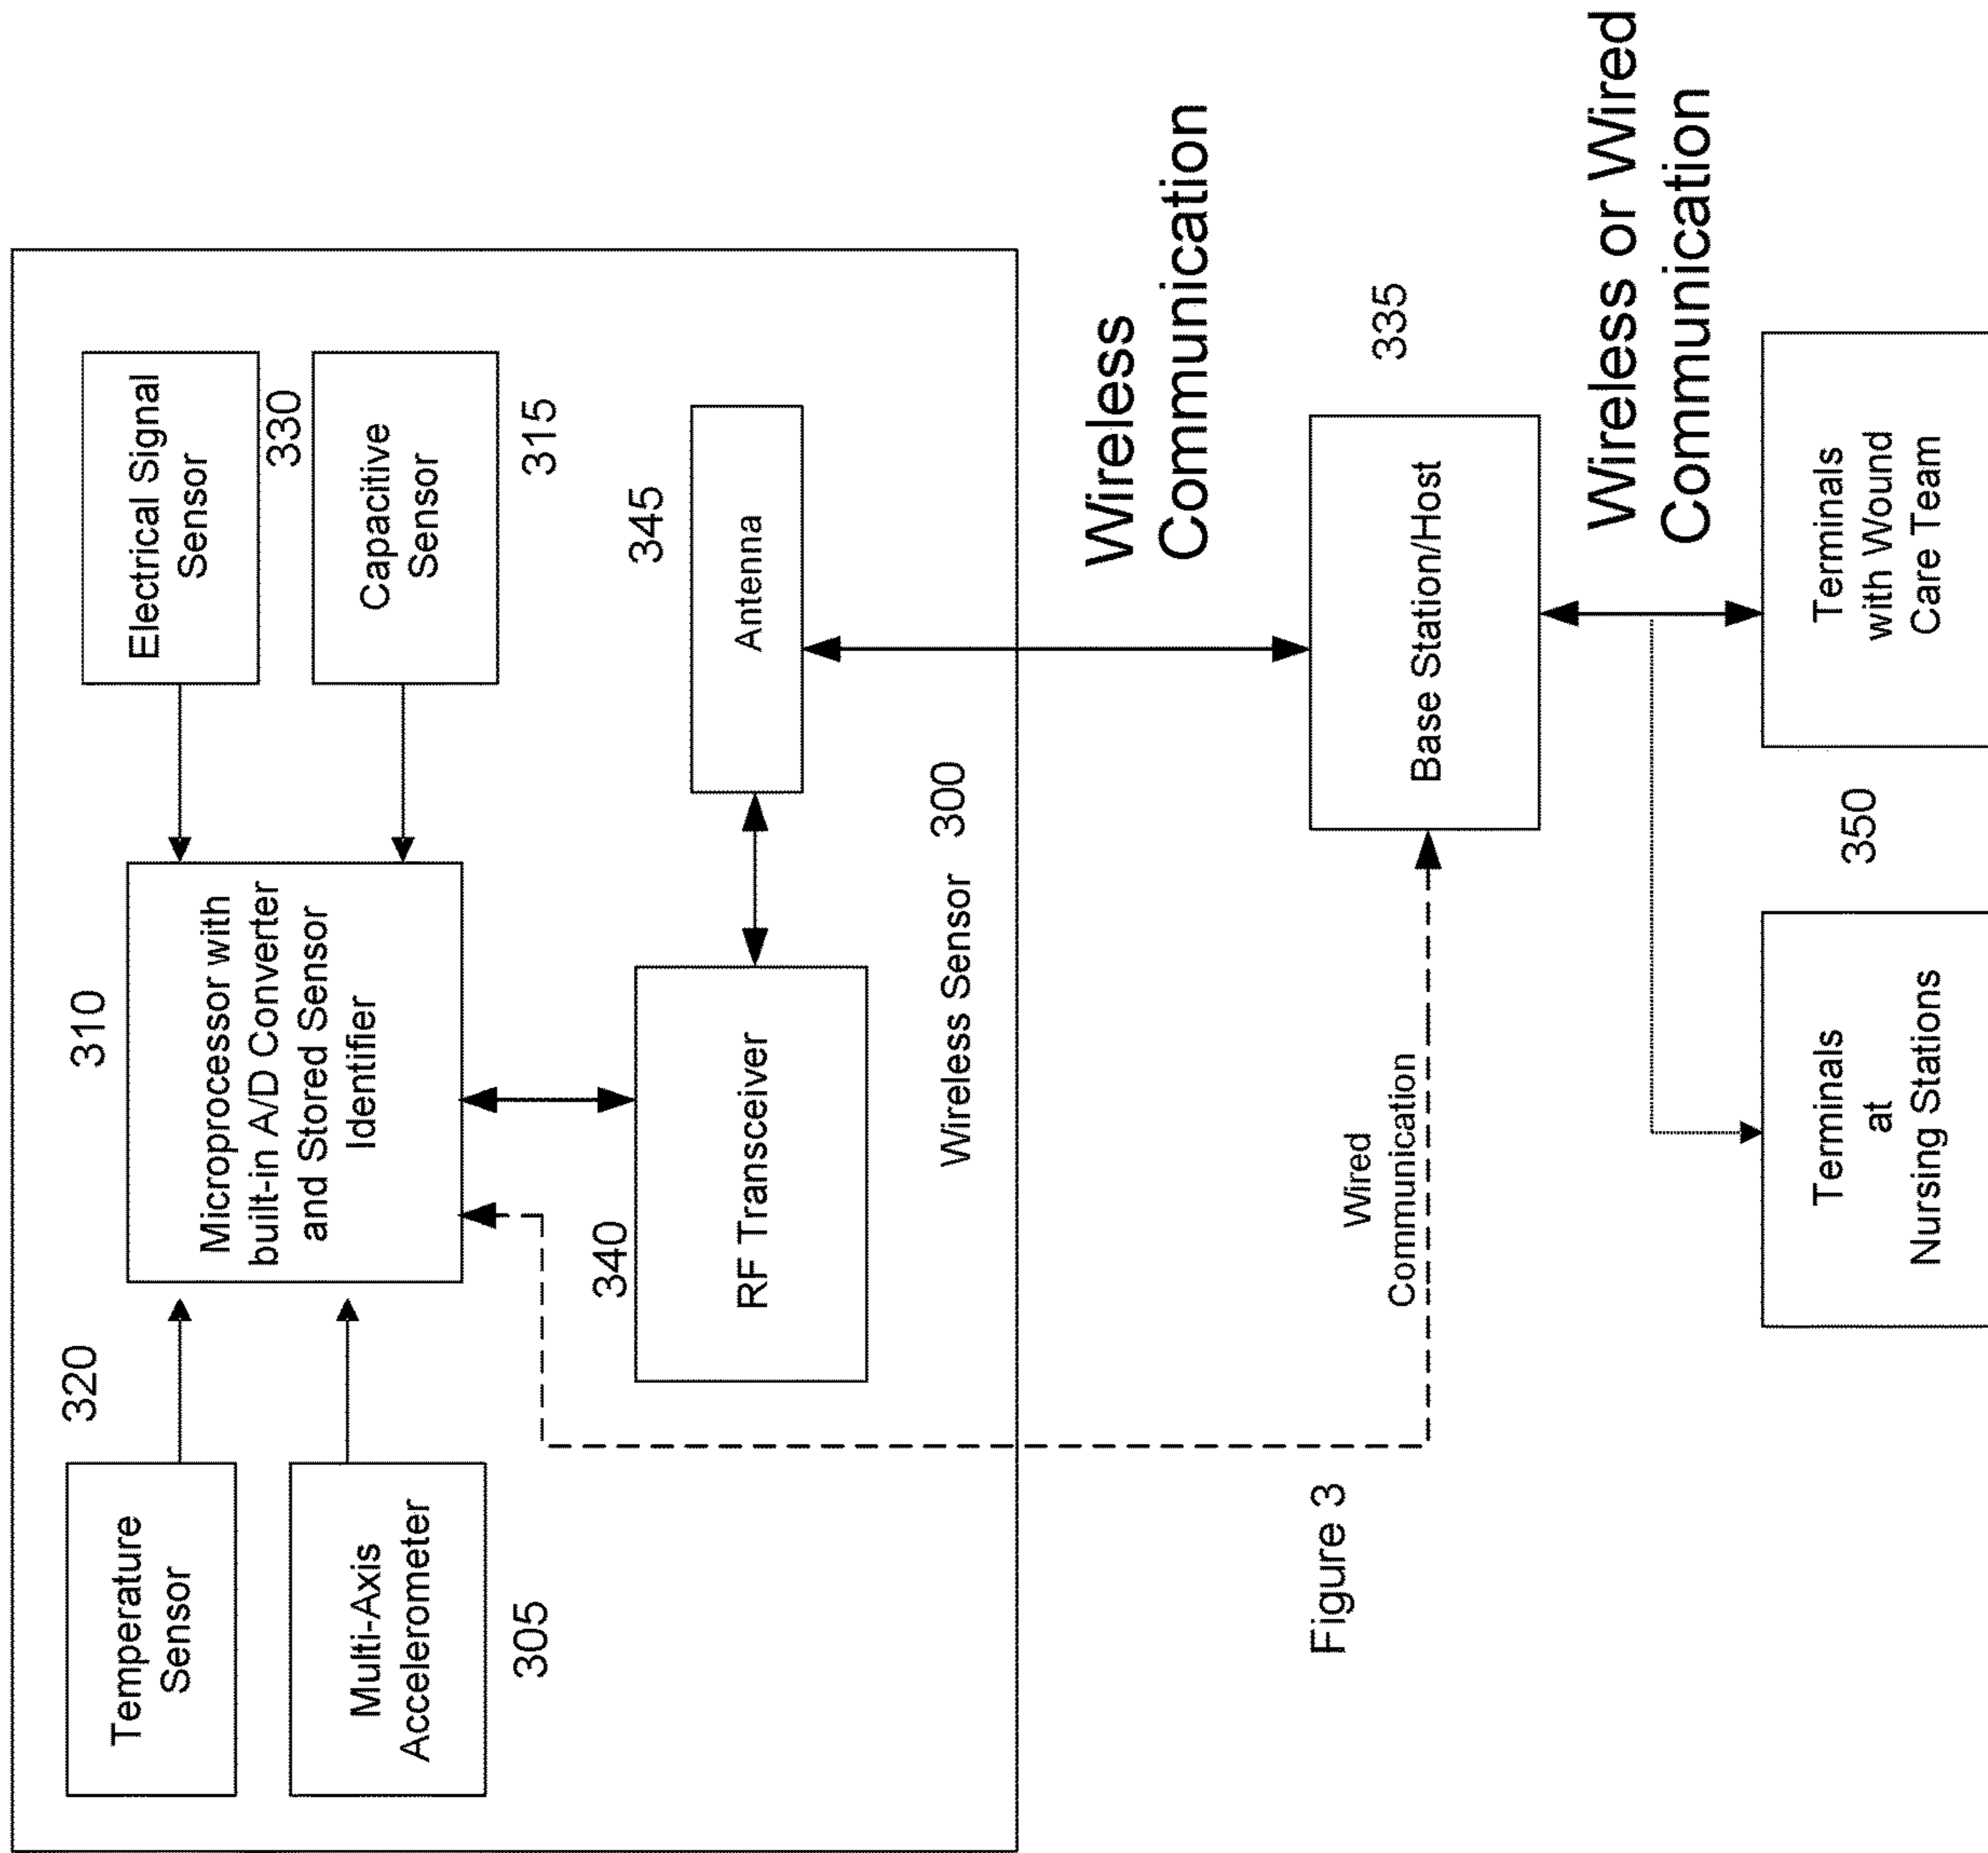 320
310
Temperature
Sensor
Microprocessor with
built-in A/D Converter
and Stored Sensor
Identifier
Electrical Signal
Sensor
330
Multi-Axis
Accelerometer
305
Capacitive
Sensor
315
340
RF Transceiver
345
Antenna
Wireless Sensor 300
Wireless
Communication
Figure 3
Wired
Communication
335
Base Station/Host
Wireless or Wired
Communication
Terminals
at
Nursing Stations
350
Terminals
with Wound
Care Team